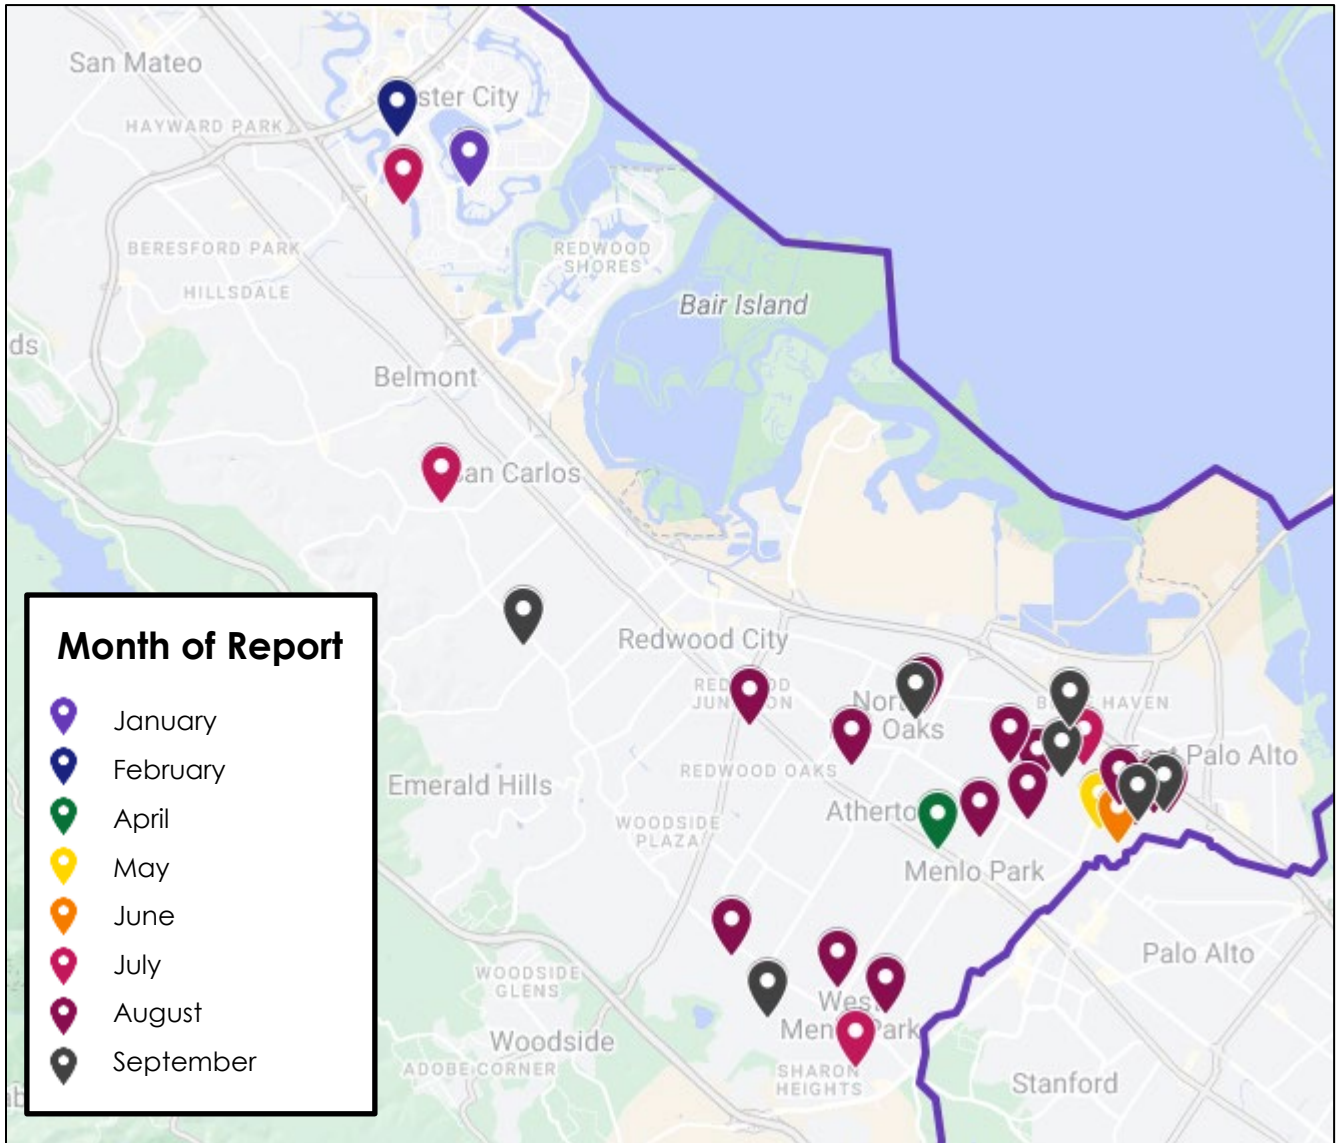 San Mateo
ster City
HAYWARD PARK
BERESFORD PARK
REDWOOD
SHORES
HILLSDALE
Bair Island
ds
Belmont
an Carlos
Redwood City
Month of Report
January
February
April
May
June
July
August
September
RED OD
JUN ON
Nor
Oaks
B HAVEN
East Palo Alto
REDWOOD OAKS
Emerald Hills
Atherto
WOODSIDE
PLAZA
Menlo Park
Palo Alto
WOODSIDE
GLENS
Wes
Men Park
Woodside
ADOBE CORNER
SHARON
HEIGHTS
Stanford